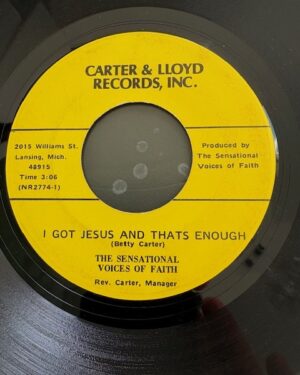 CARTER & LLOYD
RECORDS, INC.
2015 Williams St.
Lansing, Mich.
48915
Time 3:06
(NR2774-1)
Produced by
The Sensational
Voices of Faith
I GOT JESUS AND THATS ENOUGH
(Betty Carter)
THE SENSATIONAL
VOICES OF FAITH
Rev. Carter, Manager